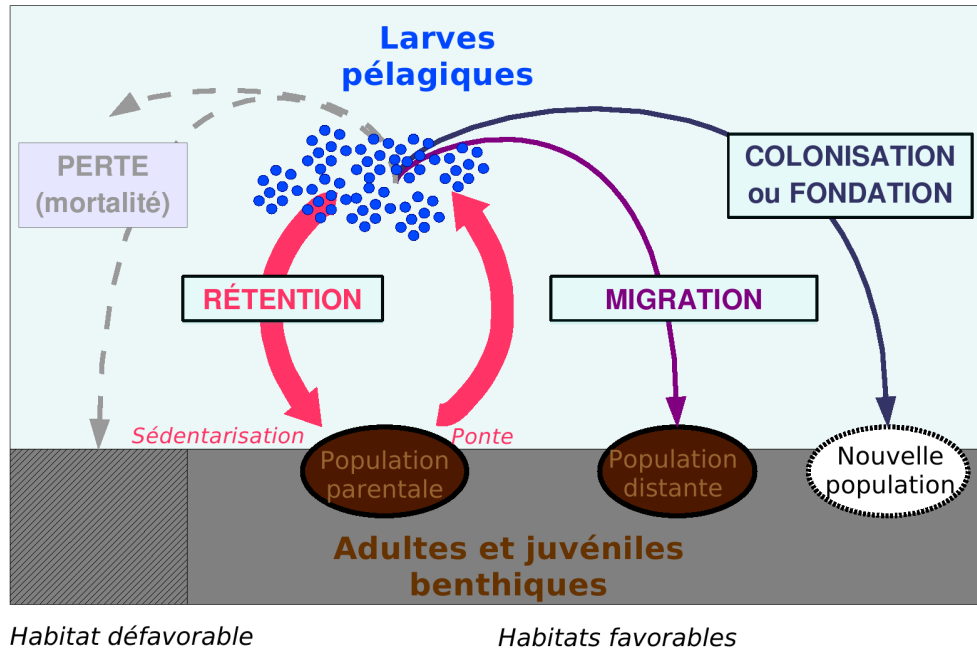 Larves
pélagiques
PERTE
(mortalité)
COLONISATION
ou FONDATION
RÉTENTION
MIGRATION
Sédentarisation
Ponte
Population
parentale
Population
distante
Nouvelle
population
Adultes et juvéniles
benthiques
Habitat défavorable
Habitats favorables